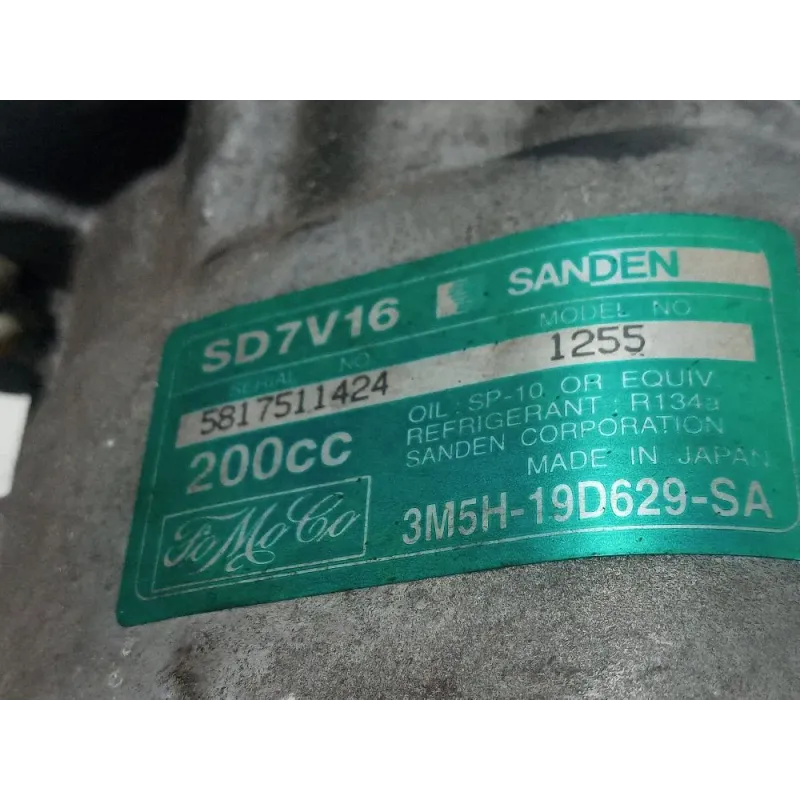 SD7V16 SANDEN
SERIAL NO. MODEL NO
5817511424 1255
200cc
OIL : SP-10 OR EQUIV
REFRIGERANT : R134a
SANDEN CORPORATION
MADE IN JAPAN
FoMoCo
3M5H-19D629-SA